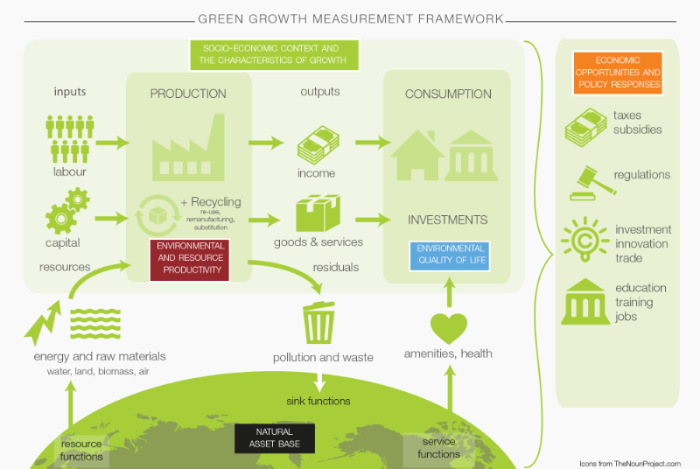 GREEN GROWTH MEASUREMENT FRAMEWORK
SOCIO-ECONOMIC CONTEXT AND
THE CHARACTERISTICS OF GROWTH
inputs
PRODUCTION
outputs
CONSUMPTION
labour
income
+ Recycling
re-use,
remanufacturing,
substitution
capital
goods & services
INVESTMENTS
resources
ENVIRONMENTAL
AND RESOURCE
PRODUCTIVITY
residuals
ENVIRONMENTAL
QUALITY OF LIFE
energy and raw materials
water, land, biomass, air
pollution and waste
amenities, health
sink functions
resource
functions
NATURAL
ASSET BASE
service
functions
ECONOMIC
OPPORTUNITIES AND
POLICY RESPONSES
taxes
subsidies
regulations
investment
innovation
trade
education
training
jobs
Icons from TheNounProject.com